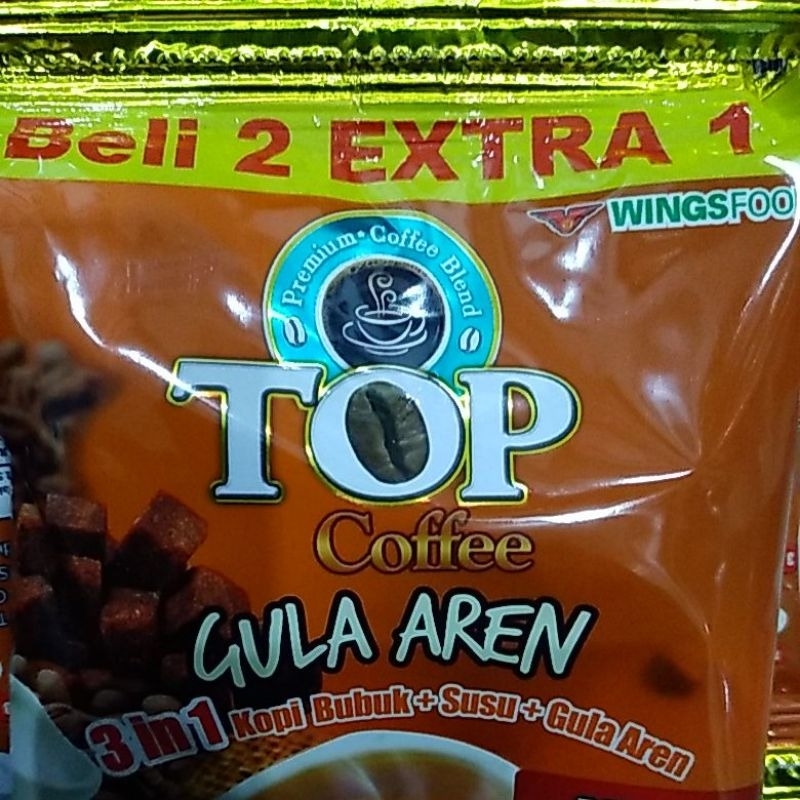 Beli 2 EXTRA 1
WINGSFOO
Premium • Coffee Blend
TOP
Coffee
GULA AREN
3 in 1 Kopi Bubuk + Susu + Gula Aren